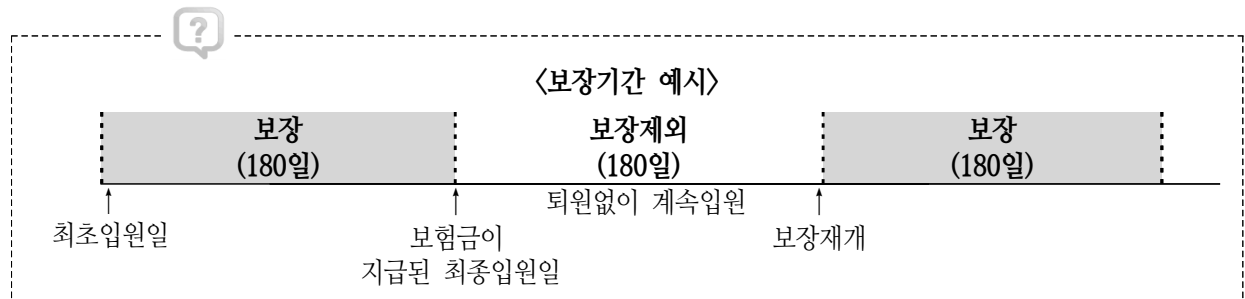 ?
〈보장기간 예시〉
보장 보장제외 보장
(180일) (180일) (180일)
퇴원없이 계속입원
↑ ↑ ↑
최초입원일 보험금이 보장재개
지급된 최종입원일